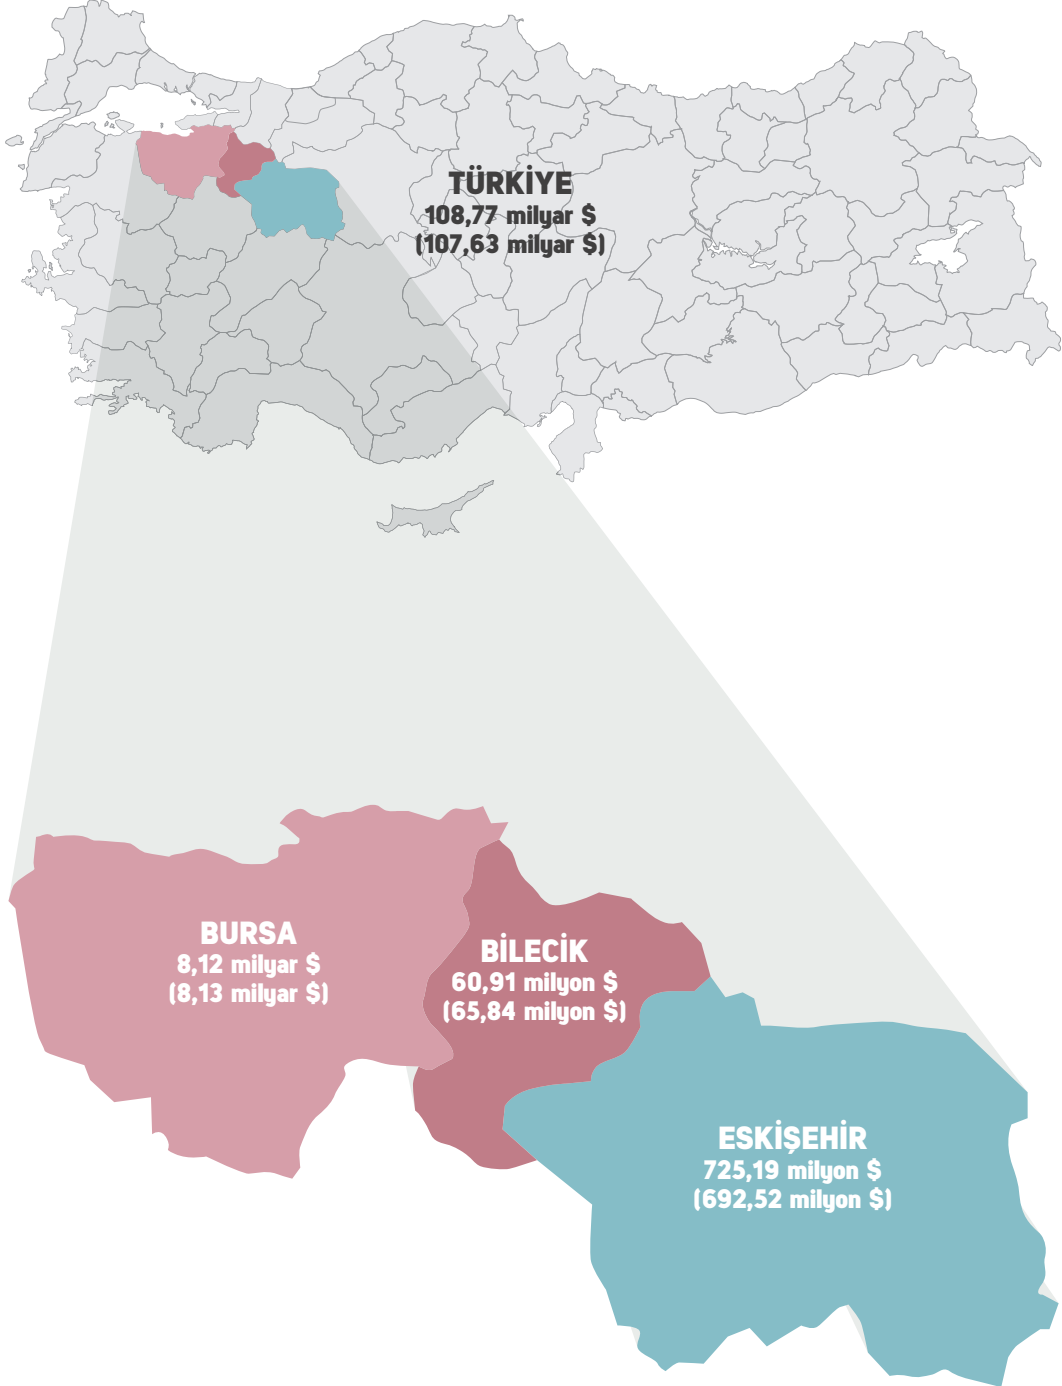 TÜRKİYE
108,77 milyar $
(107,63 milyar $)
BURSA
8,12 milyar $
(8,13 milyar $)
BİLECİK
60,91 milyon $
(65,84 milyon $)
ESKİŞEHİR
725,19 milyon $
(692,52 milyon $)